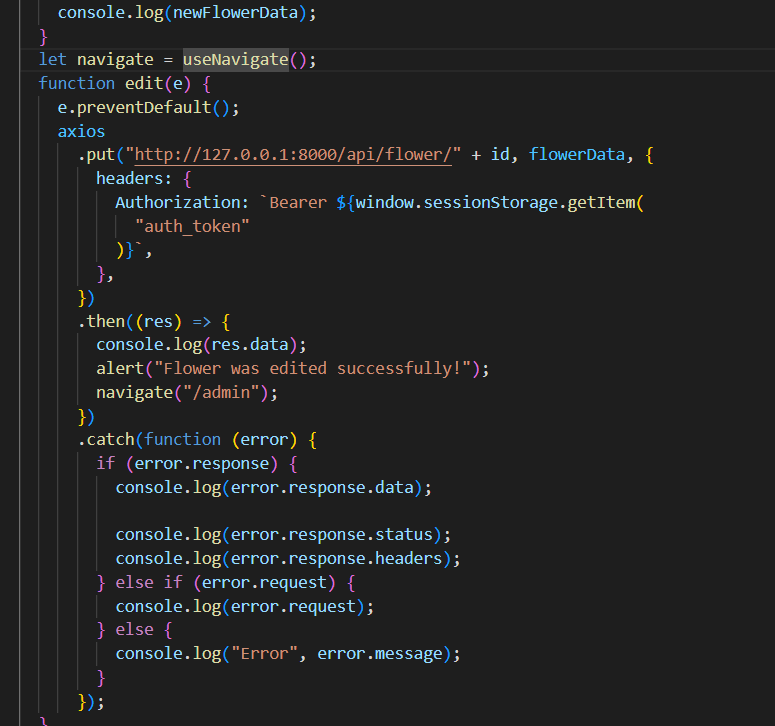 console.log(newFlowerData);
}
let navigate = useNavigate();
function edit(e) {
e.preventDefault();
axios
.put("http://127.0.0.1:8000/api/flower/" + id, flowerData, {
headers: {
Authorization: `Bearer ${window.sessionStorage.getItem(
"auth_token"
)}`,
},
})
.then((res) => {
console.log(res.data);
alert("Flower was edited successfully!");
navigate("/admin");
})
.catch(function (error) {
if (error.response) {
console.log(error.response.data);
console.log(error.response.status);
console.log(error.response.headers);
} else if (error.request) {
console.log(error.request);
} else {
console.log("Error", error.message);
}
});
}